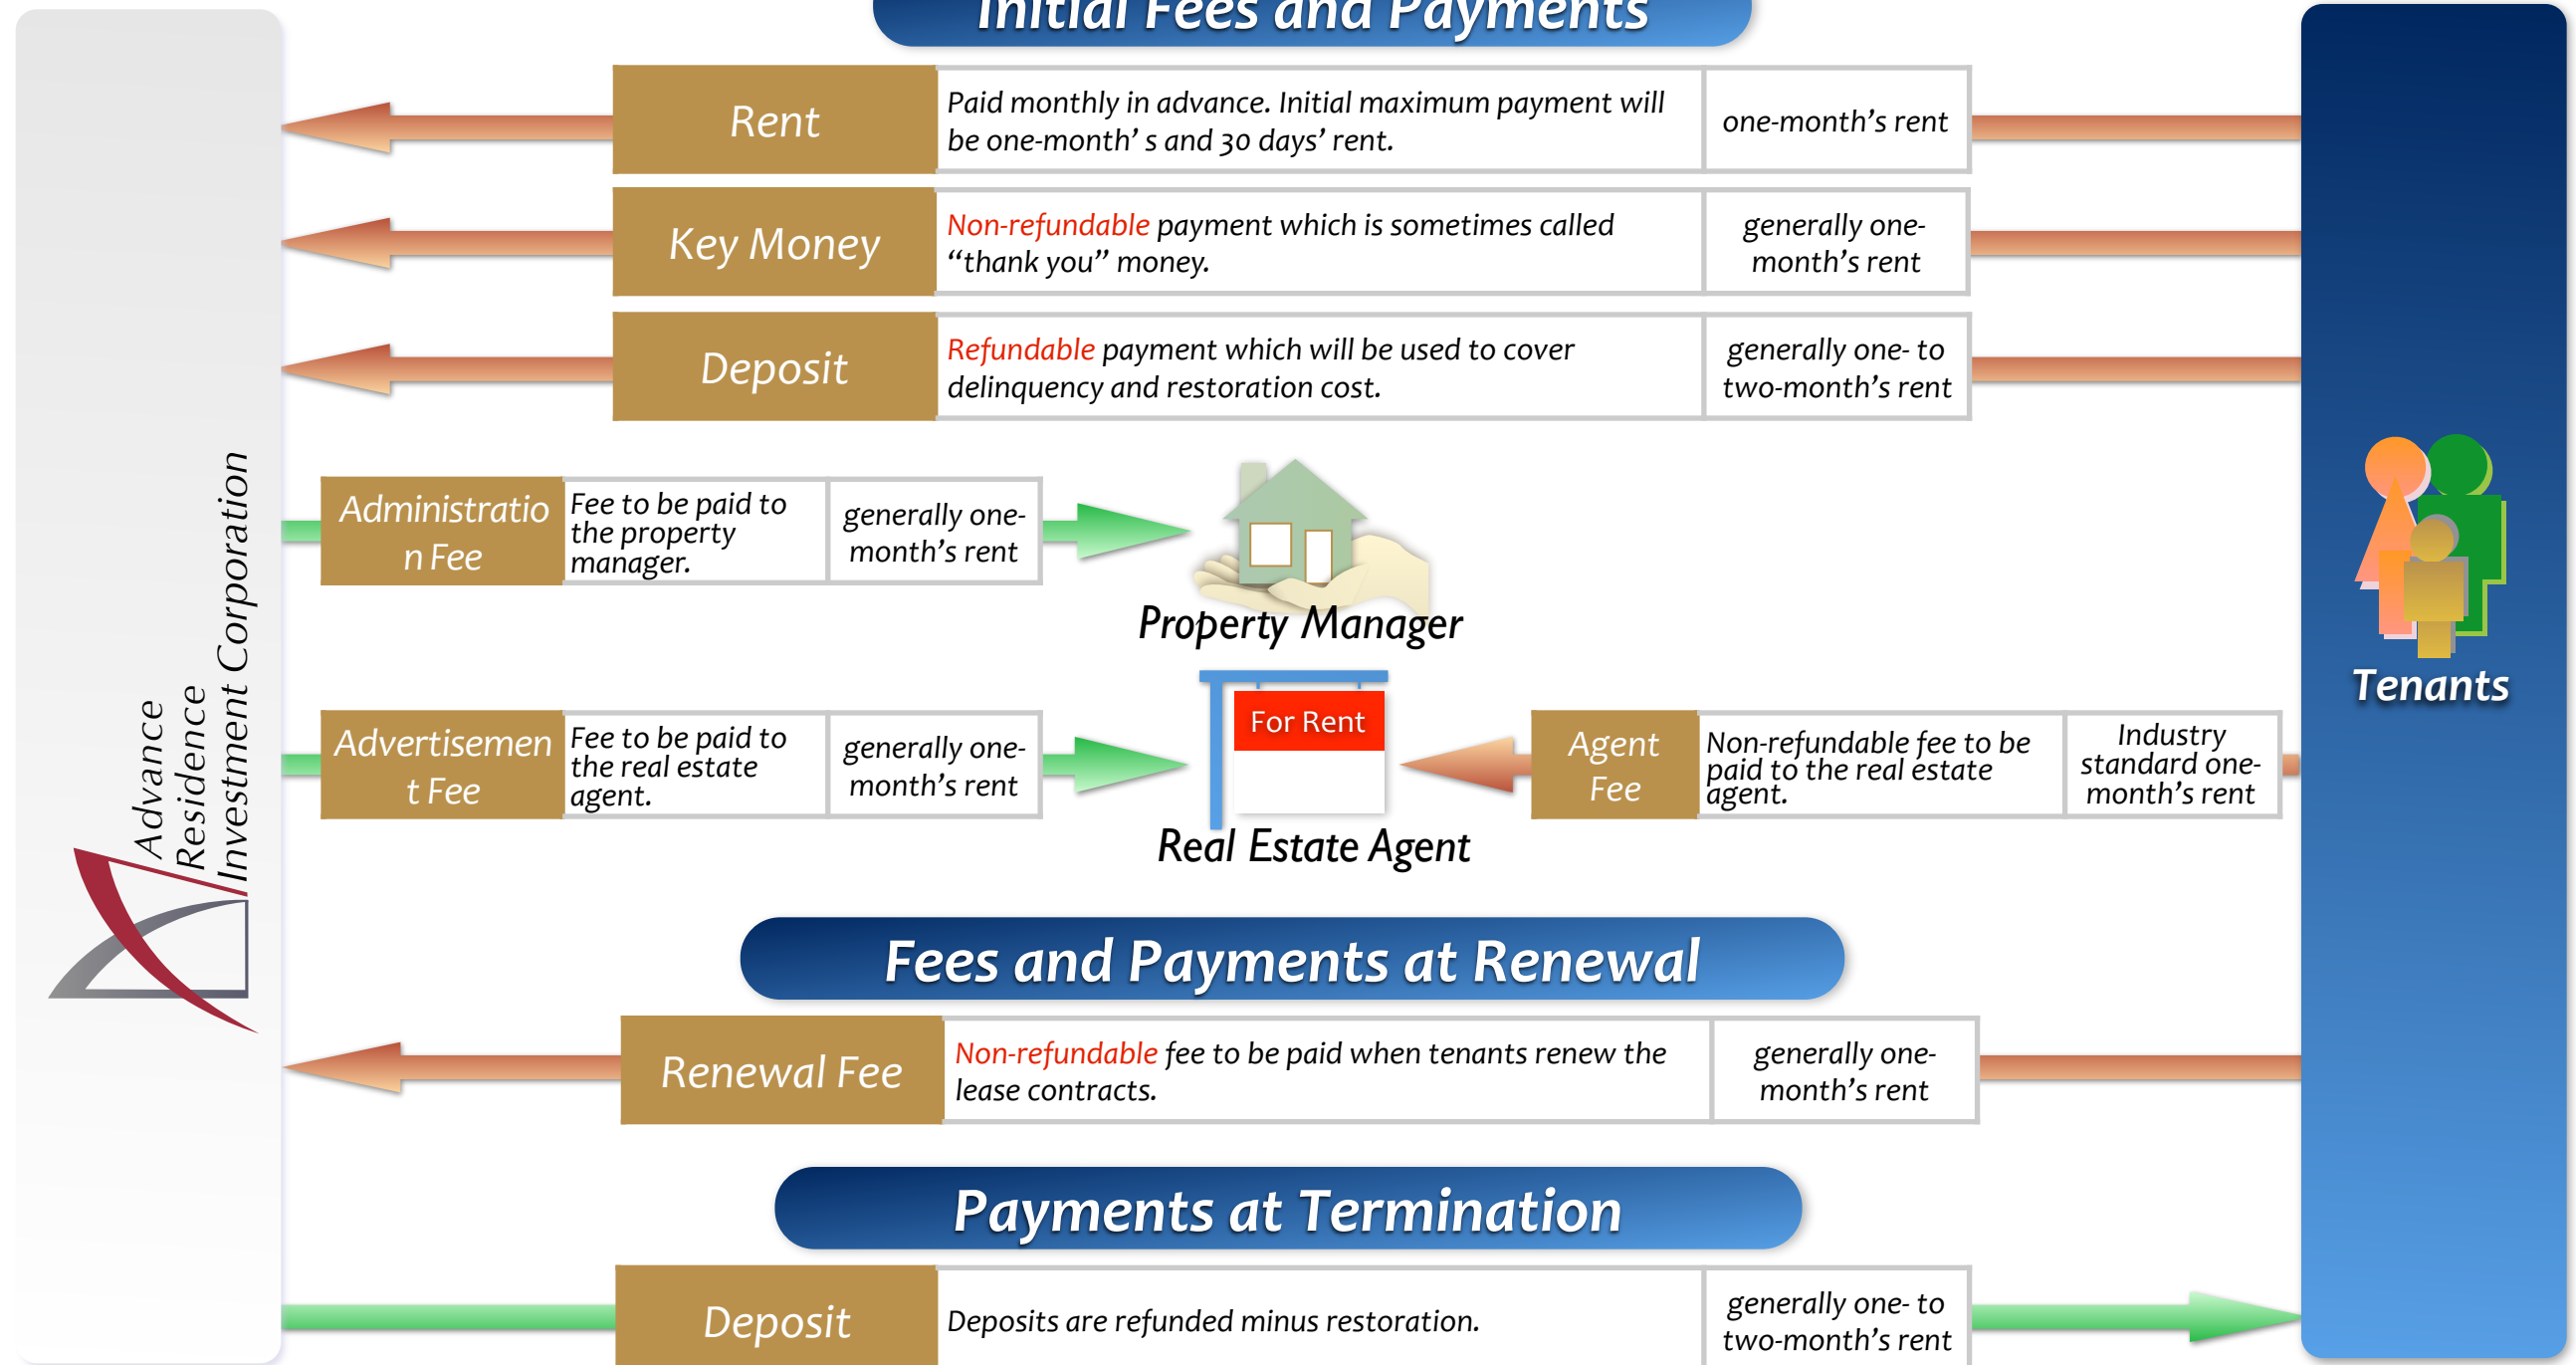 Initial Fees and Payments
Rent
Paid monthly in advance. Initial maximum payment will
be one-month' s and 30 days' rent.
one-month's rent
Key Money
Non-refundable payment which is sometimes called
“thank you” money.
generally one-
month's rent
Deposit
Refundable payment which will be used to cover
delinquency and restoration cost.
generally one- to
two-month's rent
Advance
Residence
Investment Corporation
Administratio
n Fee
Fee to be paid to
the property
manager.
generally one-
month's rent
Property Manager
Tenants
Advertisemen
t Fee
Fee to be paid to
the real estate
agent.
generally one-
month's rent
For Rent
Real Estate Agent
Agent
Fee
Non-refundable fee to be
paid to the real estate
agent.
Industry
standard one-
month's rent
Fees and Payments at Renewal
Renewal Fee
Non-refundable fee to be paid when tenants renew the
lease contracts.
generally one-
month's rent
Payments at Termination
Deposit
Deposits are refunded minus restoration.
generally one- to
two-month's rent